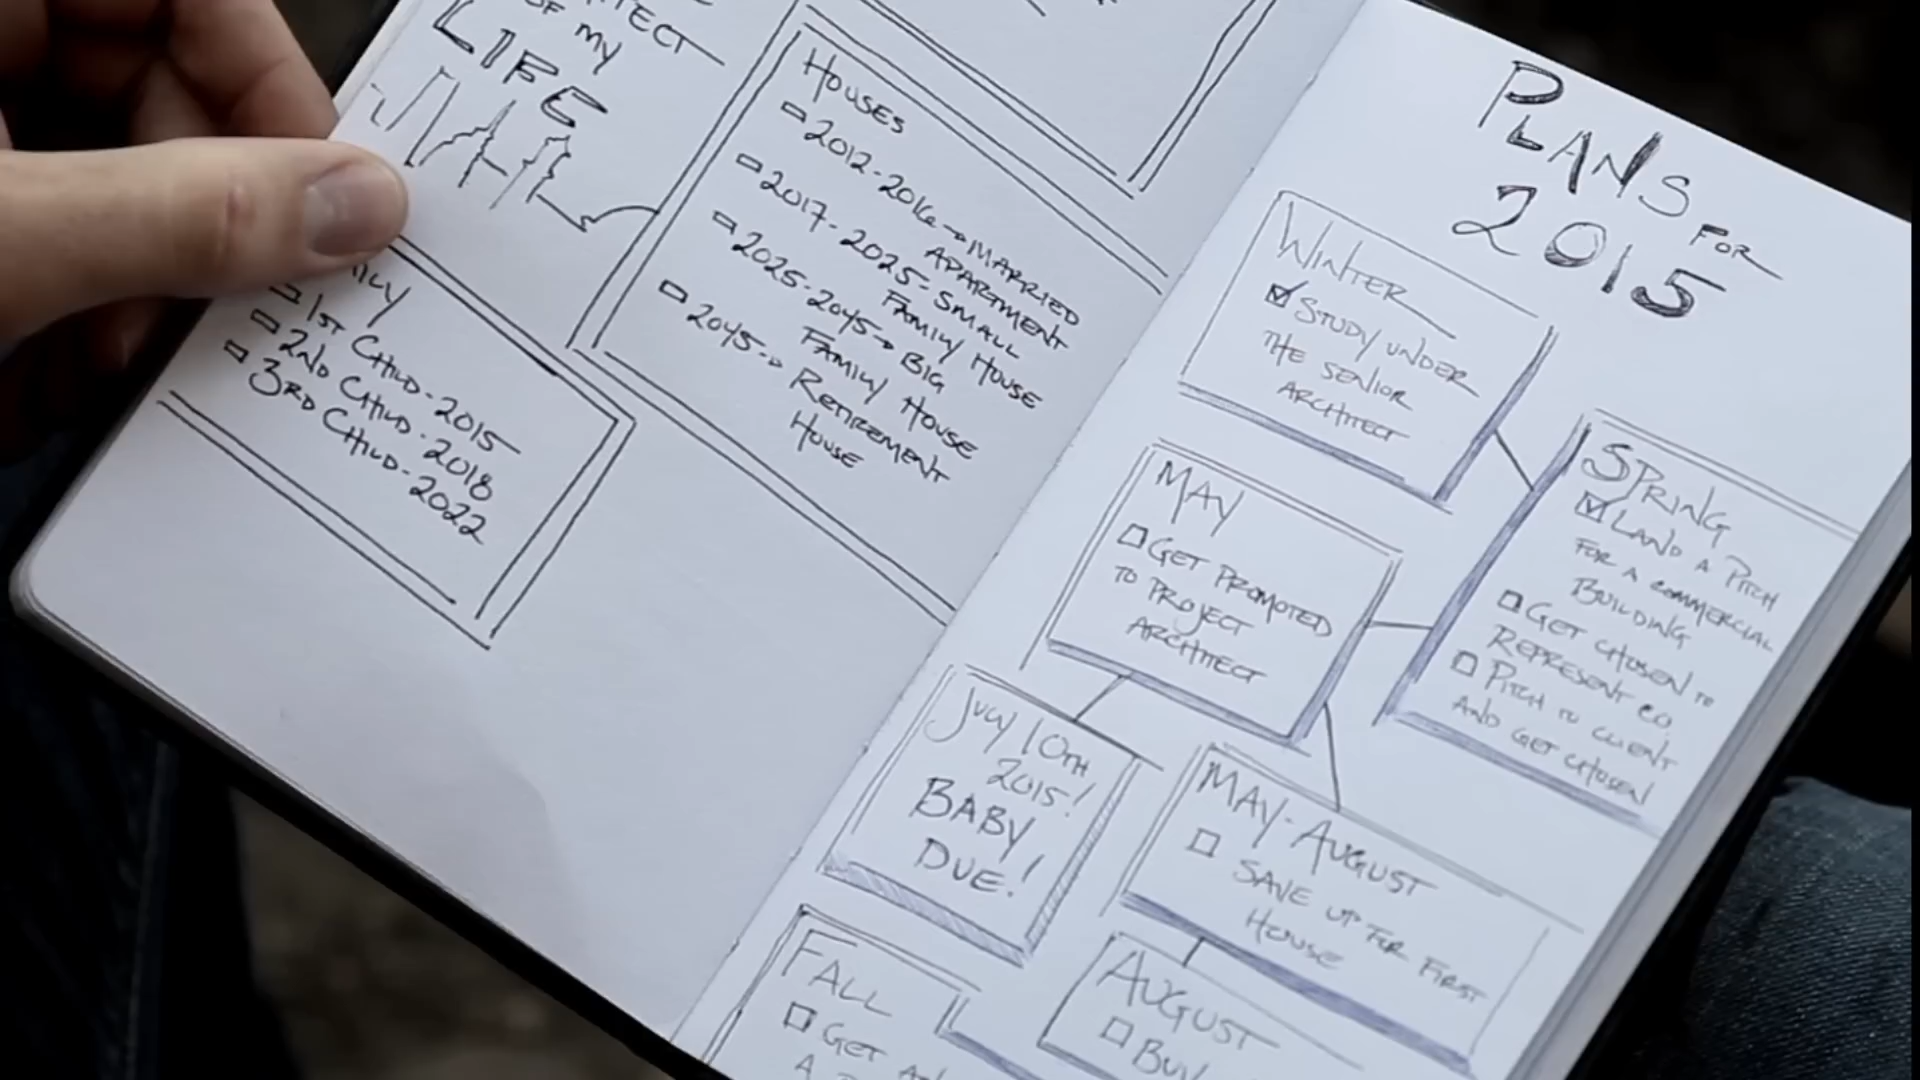 OF MY
LIFE
1ST CHILD-2015
2ND CHILD-2018
3RD CHILD-2022
HOUSES
2012-2016→MARRIED
APARTMENT
2017-2025-SMALL
FAMILY HOUSE
2025-2045→BIG
FAMILY HOUSE
2045→RETIREMENT
HOUSE
PLANS FOR
2015
WINTER
STUDY UNDER
THE SENIOR
ARCHITECT
SPRING
LAND A PITCH
FOR A COMMERCIAL
BUILDING
GET CHOSEN TO
REPRESENT CO.
PITCH TO CLIENT
AND GET CHOSEN
MAY
GET PROMOTED
TO PROJECT
ARCHITECT
JULY 10TH
2015!
BABY
DUE!
MAY-AUGUST
SAVE UP FOR FIRST
HOUSE
AUGUST
BUY
FALL
GET
A